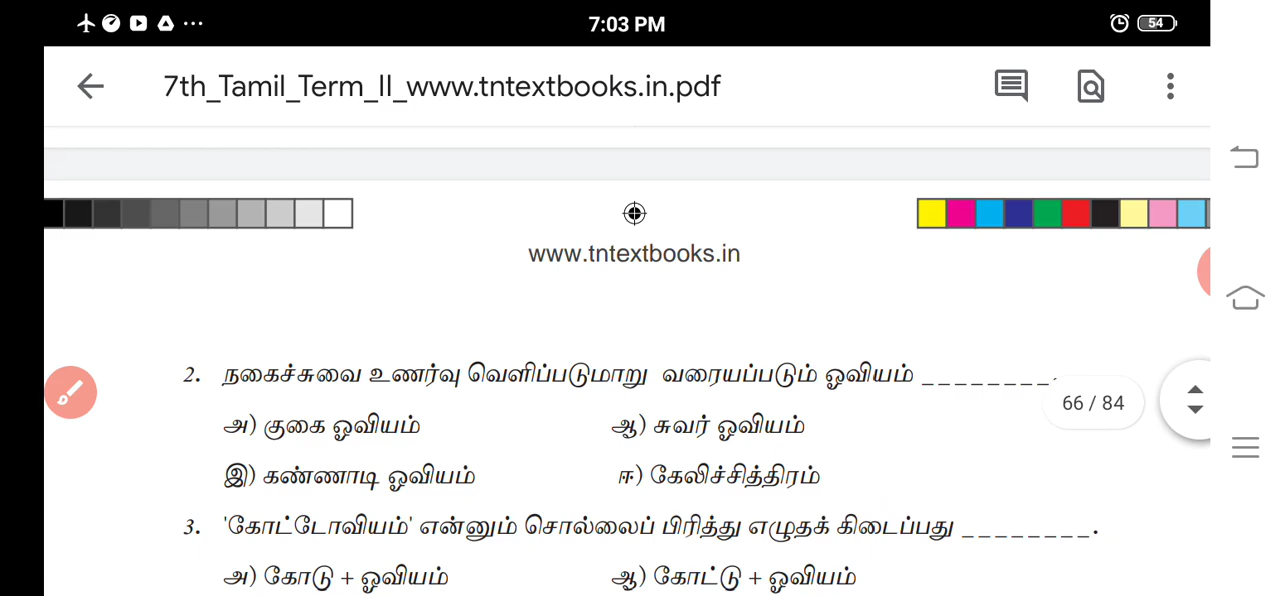 7:03 PM
54
7th_Tamil_Term_II_www.tntextbooks.in.pdf
www.tntextbooks.in
2. நகைச்சுவை உணர்வு வெளிப்படுமாறு வரையப்படும் ஓவியம் _ _ _ _ _ _ _ _.
66 / 84
அ) குகை ஓவியம் ஆ) சுவர் ஓவியம்
இ) கண்ணாடி ஓவியம் ஈ) கேலிச்சித்திரம்
3. 'கோட்டோவியம்' என்னும் சொல்லைப் பிரித்து எழுதக் கிடைப்பது _ _ _ _ _ _ _ _.
அ) கோடு + ஓவியம் ஆ) கோட்டு + ஓவியம்